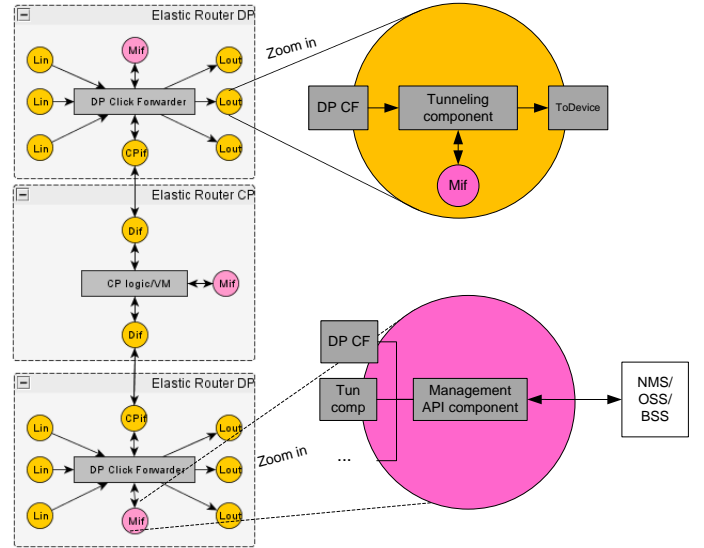 Elastic Router DP
Mif
Lin
Lout
Lin
DP Click Forwarder
Lout
Lin
CPif
Lout
Zoom in
DP CF
Tunneling
component
ToDevice
Mif
Elastic Router CP
Dif
CP logic/VM
Mif
Dif
Elastic Router DP
CPif
Lin
Lout
Lin
DP Click Forwarder
Lout
Lin
Mif
Lout
Zoom in
DP CF
Tun
comp
...
Management
API component
NMS/
OSS/
BSS